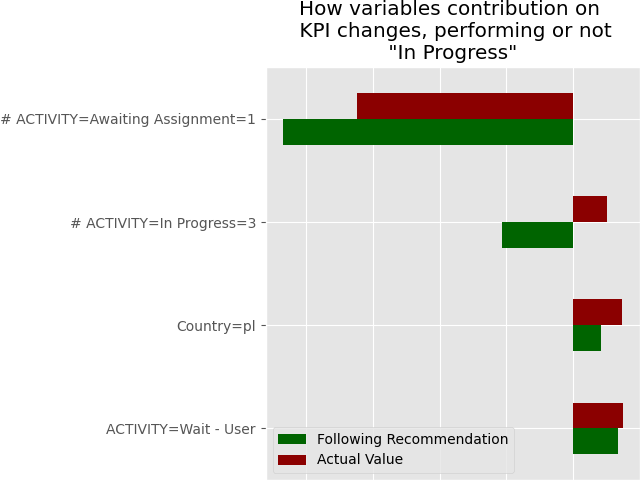 How variables contribution on
KPI changes, performing or not
"In Progress"
# ACTIVITY=Awaiting Assignment=1
# ACTIVITY=In Progress=3
Country=pl
ACTIVITY=Wait - User
Following Recommendation
Actual Value